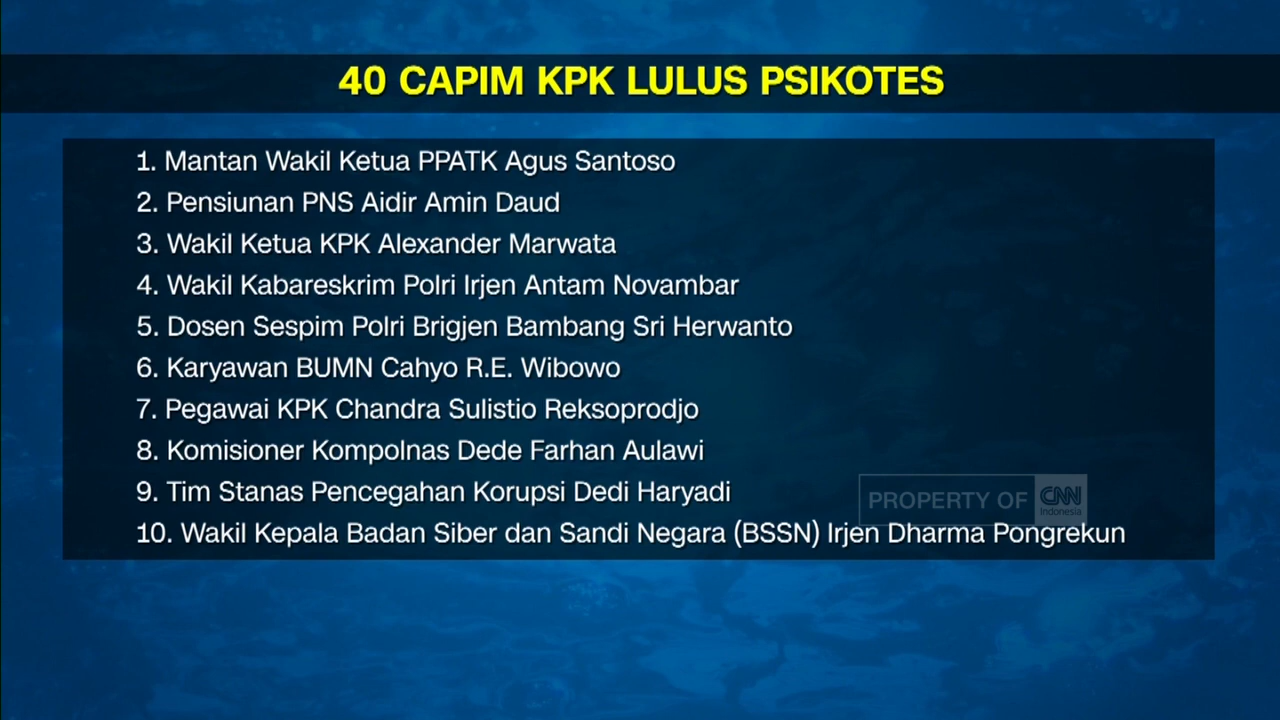 40 CAPIM KPK LULUS PSIKOTES
1. Mantan Wakil Ketua PPATK Agus Santoso
2. Pensiunan PNS Aidir Amin Daud
3. Wakil Ketua KPK Alexander Marwata
4. Wakil Kabareskrim Polri Irjen Antam Novambar
5. Dosen Sespim Polri Brigjen Bambang Sri Herwanto
6. Karyawan BUMN Cahyo R.E. Wibowo
7. Pegawai KPK Chandra Sulistio Reksoprodjo
8. Komisioner Kompolnas Dede Farhan Aulawi
9. Tim Stanas Pencegahan Korupsi Dedi Haryadi
PROPERTY OF CNN Indonesia
10. Wakil Kepala Badan Siber dan Sandi Negara (BSSN) Irjen Dharma Pongrekun